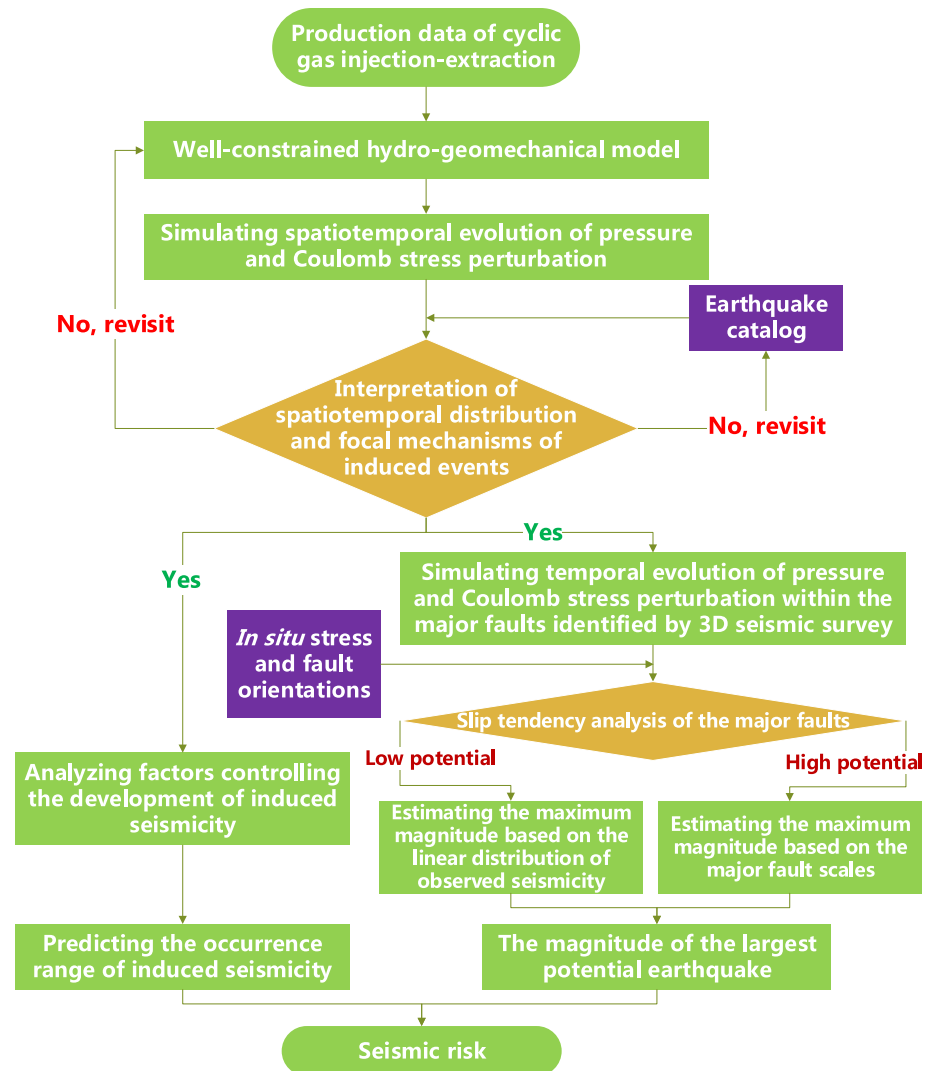 Production data of cyclic
gas injection-extraction
Well-constrained hydro-geomechanical model
Simulating spatiotemporal evolution of pressure
and Coulomb stress perturbation
No, revisit
Earthquake
catalog
Interpretation of
spatiotemporal distribution
and focal mechanisms of
induced events
No, revisit
Yes
Yes
Simulating temporal evolution of pressure
and Coulomb stress perturbation within the
major faults identified by 3D seismic survey
In situ stress
and fault
orientations
Slip tendency analysis of the major faults
Low potential
High potential
Analyzing factors controlling
the development of induced
seismicity
Estimating the maximum
magnitude based on the
linear distribution of
observed seismicity
Estimating the maximum
magnitude based on the
major fault scales
Predicting the occurrence
range of induced seismicity
The magnitude of the largest
potential earthquake
Seismic risk